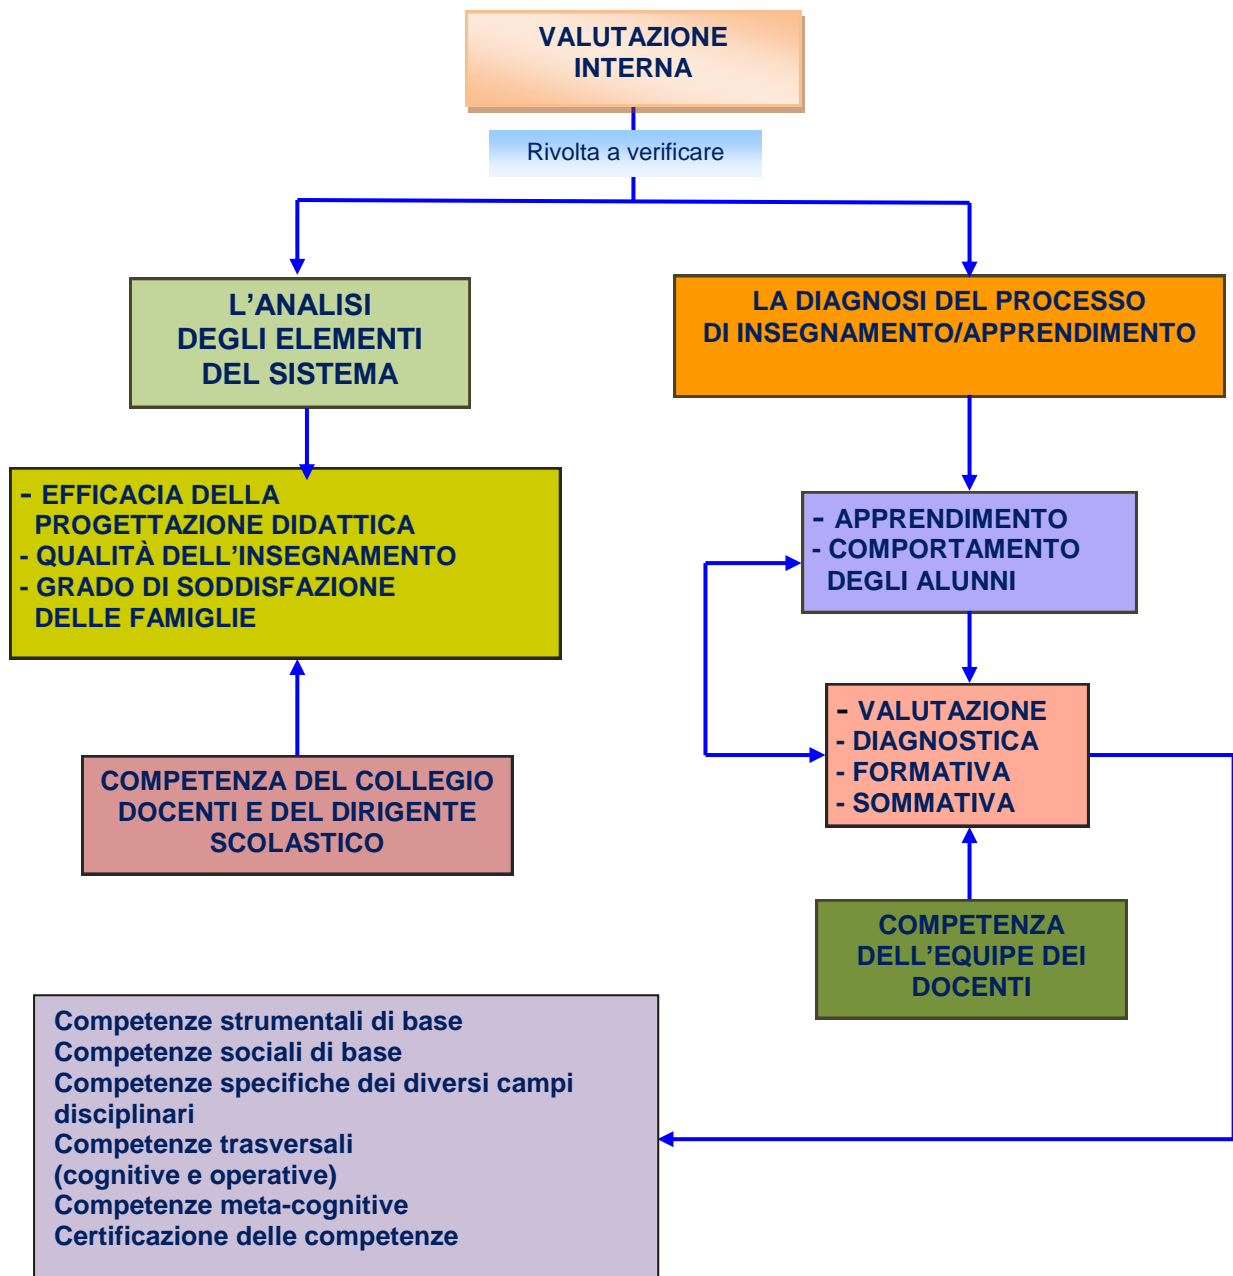 VALUTAZIONE
INTERNA
Rivolta a verificare
L’ANALISI
DEGLI ELEMENTI
DEL SISTEMA
LA DIAGNOSI DEL PROCESSO
DI INSEGNAMENTO/APPRENDIMENTO
- EFFICACIA DELLA
PROGETTAZIONE DIDATTICA
- QUALITÀ DELL’INSEGNAMENTO
- GRADO DI SODDISFAZIONE
DELLE FAMIGLIE
- APPRENDIMENTO
- COMPORTAMENTO
DEGLI ALUNNI
- VALUTAZIONE
- DIAGNOSTICA
- FORMATIVA
- SOMMATIVA
COMPETENZA DEL COLLEGIO
DOCENTI E DEL DIRIGENTE
SCOLASTICO
COMPETENZA
DELL’EQUIPE DEI
DOCENTI
Competenze strumentali di base
Competenze sociali di base
Competenze specifiche dei diversi campi
disciplinari
Competenze trasversali
(cognitive e operative)
Competenze meta-cognitive
Certificazione delle competenze